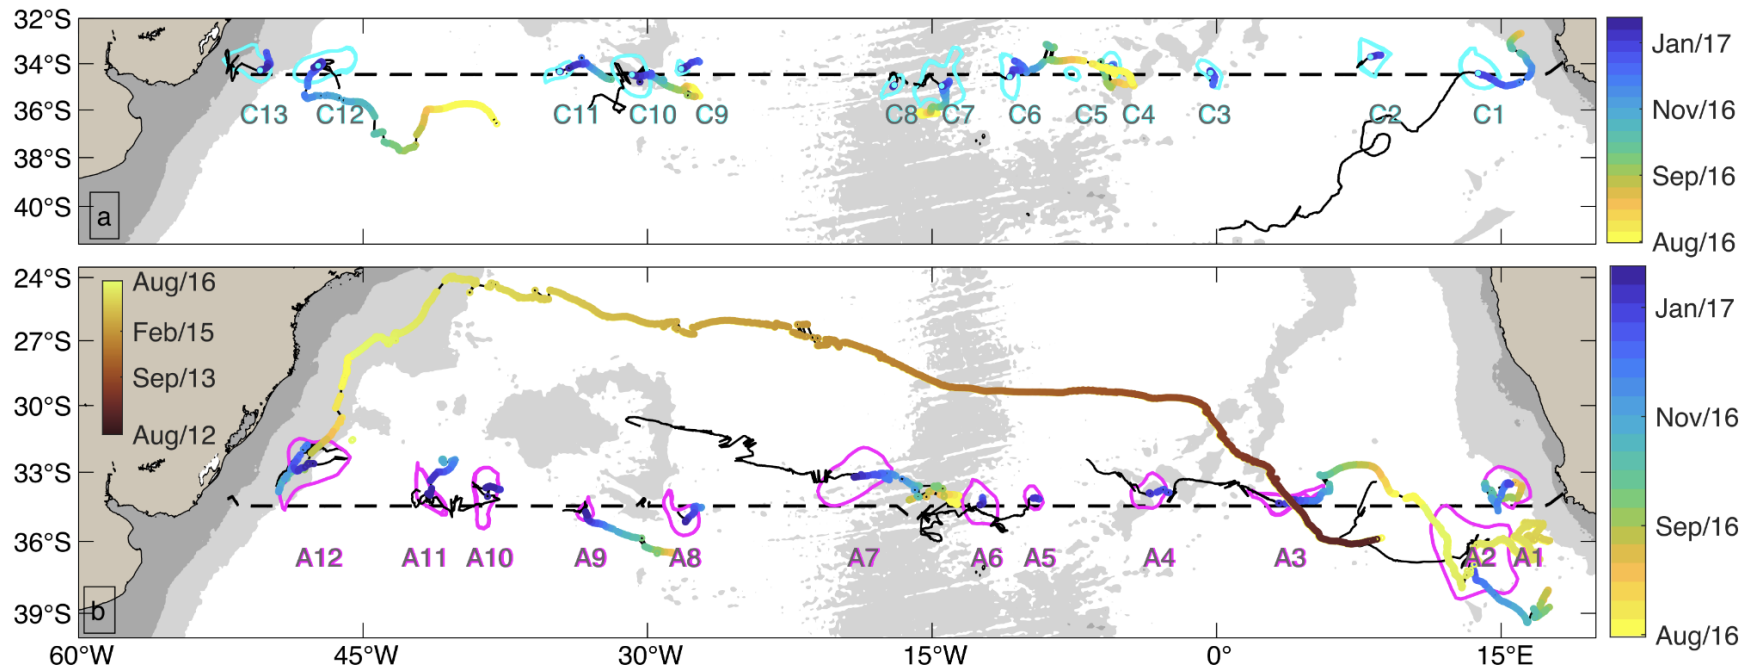 32°S
34°S
36°S
38°S
40°S
C13 C12 C11 C10 C9 C8 C7 C6 C5 C4 C3 C2 C1
a
Jan/17
Nov/16
Sep/16
Aug/16
24°S
27°S
30°S
33°S
36°S
39°S
Aug/16
Feb/15
Sep/13
Aug/12
A12 A11 A10 A9 A8 A7 A6 A5 A4 A3 A2 A1
b
Jan/17
Nov/16
Sep/16
Aug/16
60°W 45°W 30°W 15°W 0° 15°E